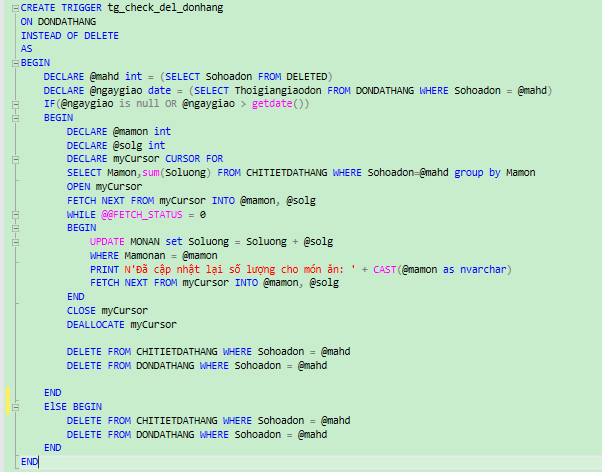 CREATE TRIGGER tg_check_del_donhang
ON DONDATHANG
INSTEAD OF DELETE
AS
BEGIN
DECLARE @mahd int = (SELECT Sohoadon FROM DELETED)
DECLARE @ngaygiao date = (SELECT Thoigiangiaodon FROM DONDATHANG WHERE Sohoadon = @mahd)
IF(@ngaygiao is null OR @ngaygiao > getdate())
BEGIN
DECLARE @mamon int
DECLARE @solg int
DECLARE myCursor CURSOR FOR
SELECT Mamon,sum(Soluong) FROM CHITIETDATHANG WHERE Sohoadon=@mahd group by Mamon
OPEN myCursor
FETCH NEXT FROM myCursor INTO @mamon, @solg
WHILE @@FETCH_STATUS = 0
BEGIN
UPDATE MONAN set Soluong = Soluong + @solg
WHERE Mamonan = @mamon
PRINT N'Đã cập nhật lại số lượng cho món ăn: ' + CAST(@mamon as nvarchar)
FETCH NEXT FROM myCursor INTO @mamon, @solg
END
CLOSE myCursor
DEALLOCATE myCursor
DELETE FROM CHITIETDATHANG WHERE Sohoadon = @mahd
DELETE FROM DONDATHANG WHERE Sohoadon = @mahd
END
ElSE BEGIN
DELETE FROM CHITIETDATHANG WHERE Sohoadon = @mahd
DELETE FROM DONDATHANG WHERE Sohoadon = @mahd
END
END